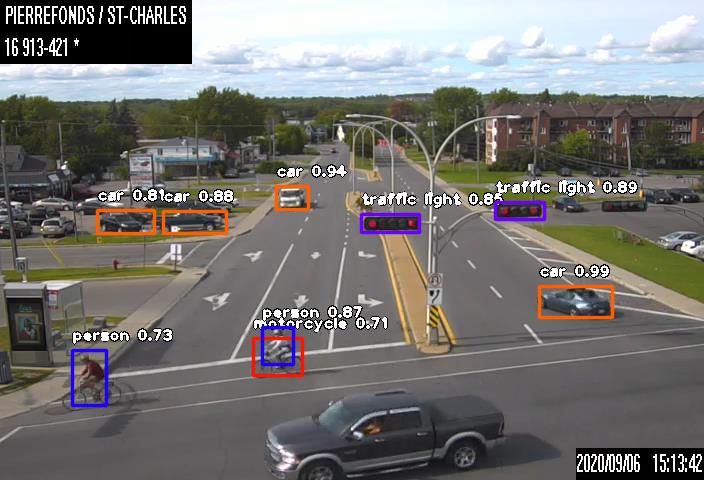 PIERREFONDS / ST-CHARLES
16 913-421 *
car 0.94
car 0.81
car 0.88
traffic light 0.85
traffic light 0.89
car 0.99
person 0.87
motorcycle 0.71
person 0.73
2020/09/06 15:13:42